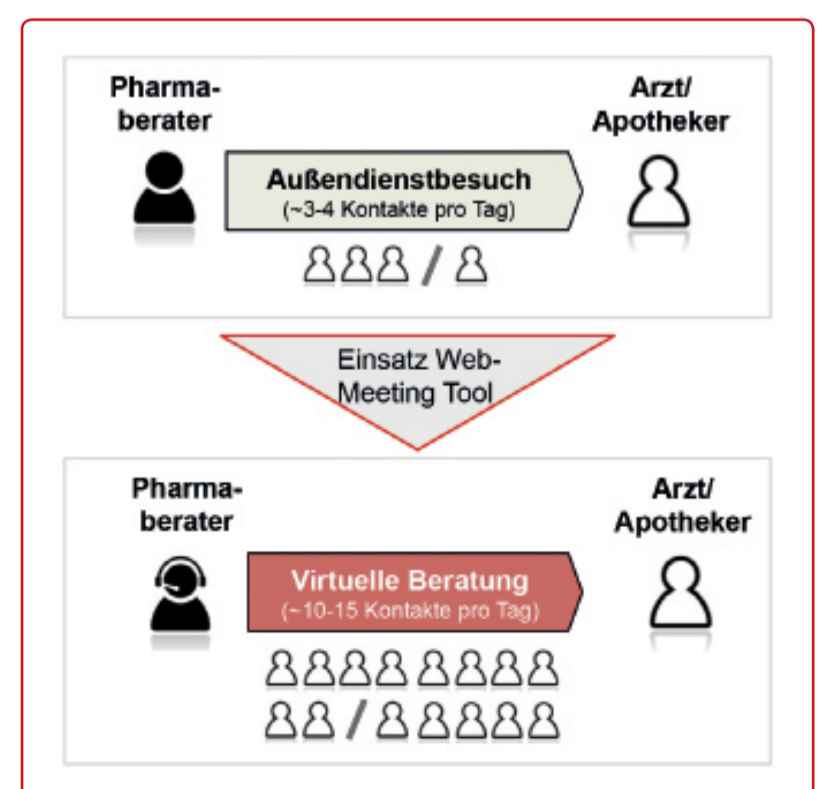 Pharma-
berater
Arzt/
Apotheker
Außendienstbesuch
(~3-4 Kontakte pro Tag)
/
Einsatz Web-
Meeting Tool
Pharma-
berater
Arzt/
Apotheker
Virtuelle Beratung
(~10-15 Kontakte pro Tag)
/